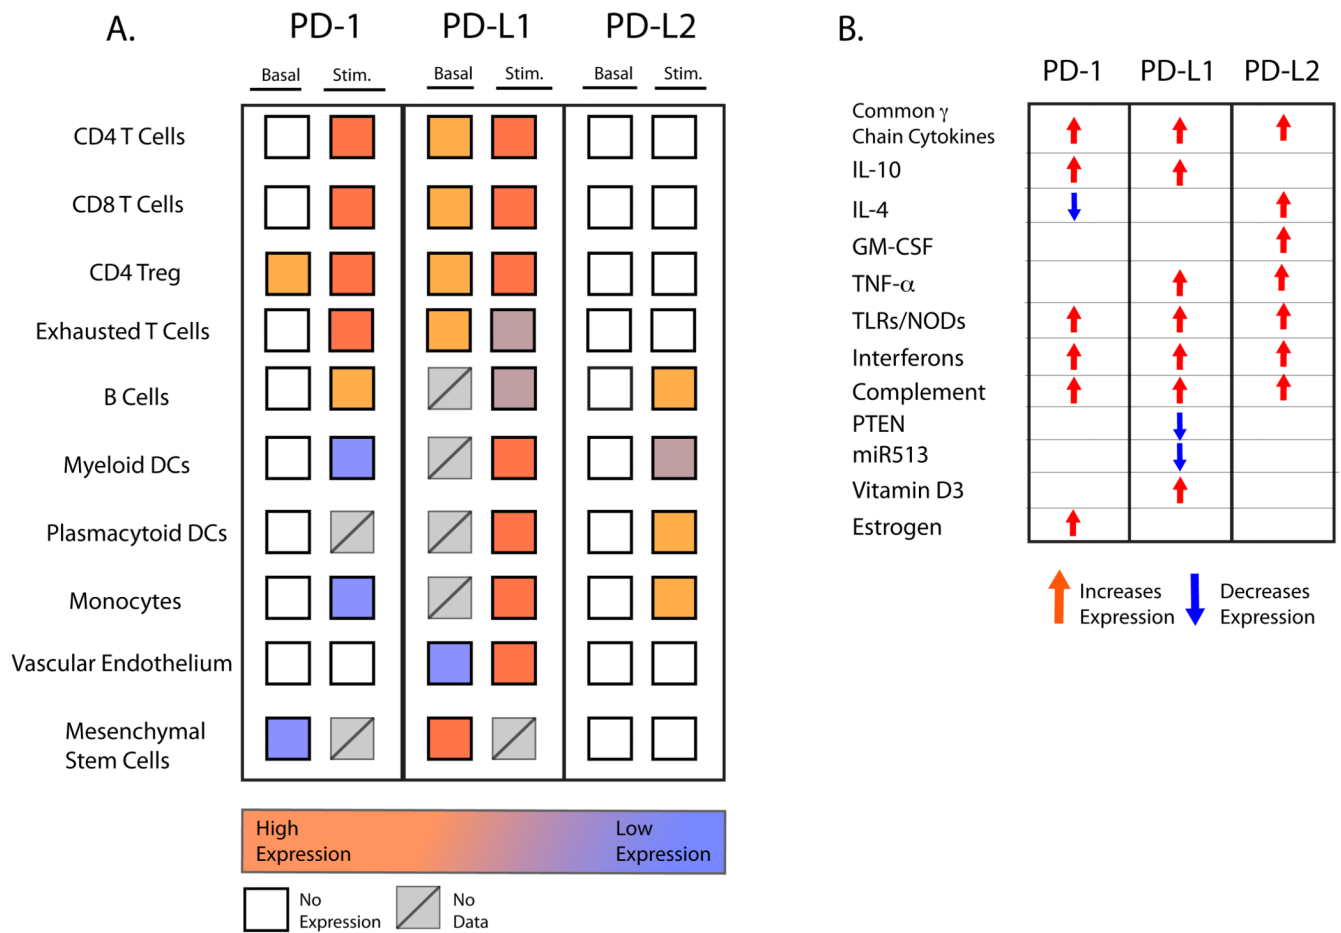 A.
PD-1
PD-L1
PD-L2
Basal
Stim.
Basal
Stim.
Basal
Stim.
CD4 T Cells
CD8 T Cells
CD4 Treg
Exhausted T Cells
B Cells
Myeloid DCs
Plasmacytoid DCs
Monocytes
Vascular Endothelium
Mesenchymal
Stem Cells
High
Expression
Low
Expression
No
Expression
No
Data
B.
PD-1
PD-L1
PD-L2
Common γ
Chain Cytokines
IL-10
IL-4
GM-CSF
TNF-α
TLRs/NODs
Interferons
Complement
PTEN
miR513
Vitamin D3
Estrogen
Increases
Expression
Decreases
Expression